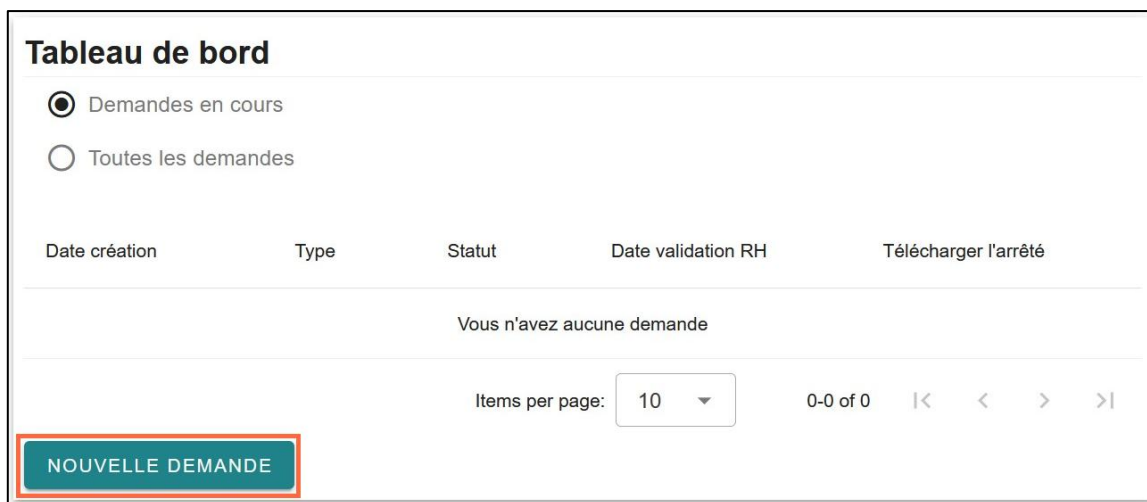 Tableau de bord
Demandes en cours
Toutes les demandes
Date création Type Statut Date validation RH Télécharger l'arrêté
Vous n'avez aucune demande
Items per page: 10 0-0 of 0
NOUVELLE DEMANDE